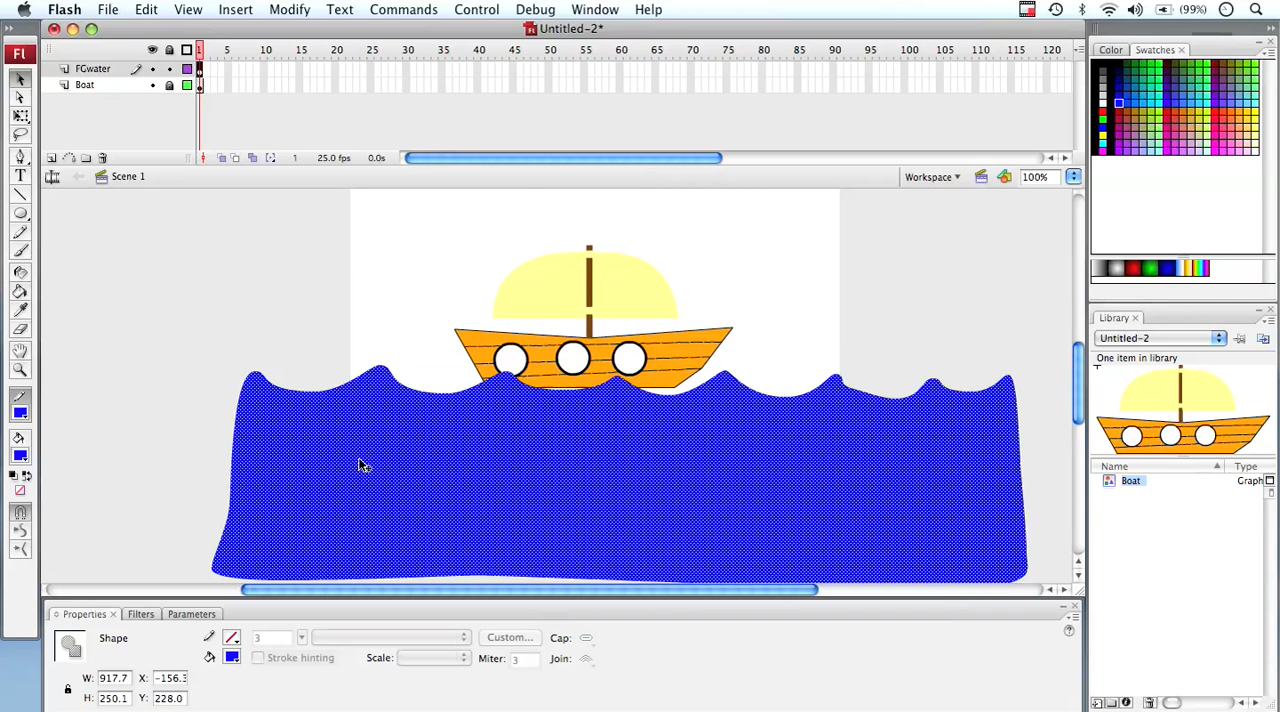 Flash File Edit View Insert Modify Text Commands Control Debug Window Help (99%)
Untitled-2*
Fl
1 5 10 15 20 25 30 35 40 45 50 55 60 65 70 75 80 85 90 95 100 105 110 115 120
FGwater
Boat
1 25.0 fps 0.0s
Scene 1
Workspace 100%
Color Swatches
Library
Untitled-2
One item in library
Name Type
Boat Graph
Properties Filters Parameters
Shape 3 Custom... Cap:
Stroke hinting Scale: Miter: 3 Join:
W: 917.7 X: -156.3
H: 250.1 Y: 228.0